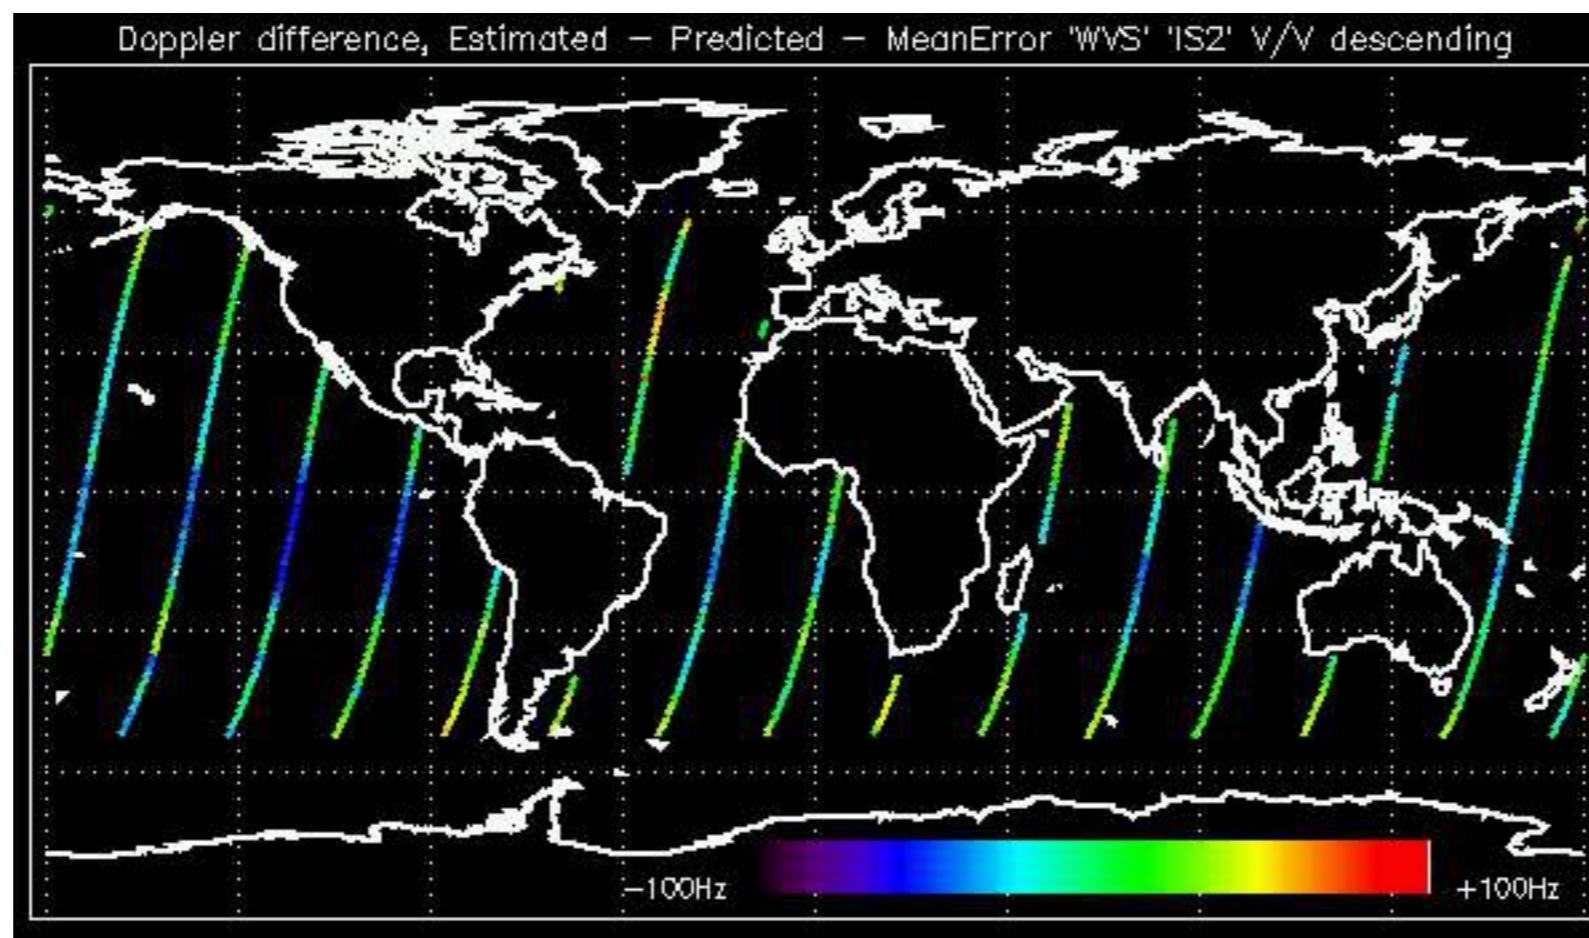 Doppler difference, Estimated – Predicted – MeanError 'WVS' 'IS2' V/V descending
–100Hz
+100Hz